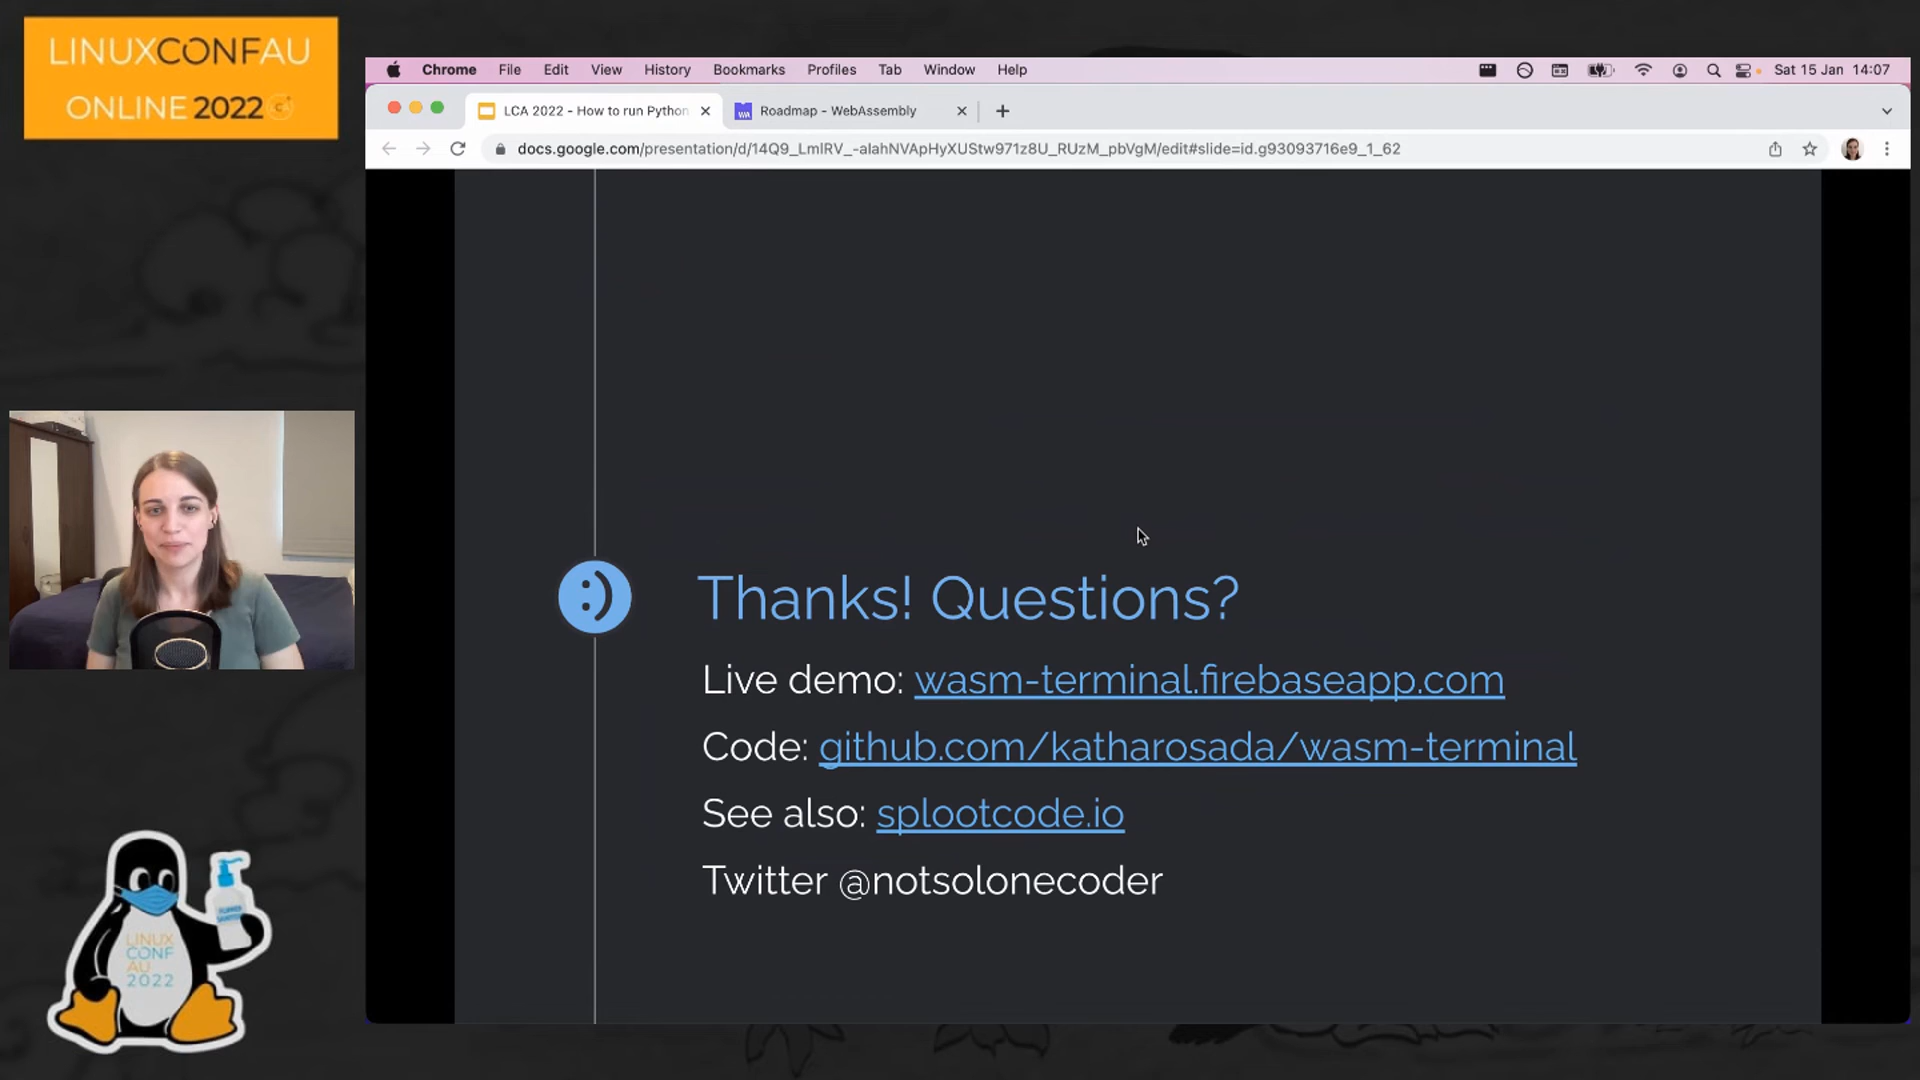 LINUXCONFAU
ONLINE 2022
Chrome File Edit View History Bookmarks Profiles Tab Window Help
Sat 15 Jan 14:07
LCA 2022 - How to run Python
Roadmap - WebAssembly
docs.google.com/presentation/d/14Q9_LmlRV_-alahNVApHyXUStw971z8U_RUzM_pbVgM/edit#slide=id.g93093716e9_1_62
:)
Thanks! Questions?
Live demo: wasm-terminal.firebaseapp.com
Code: github.com/katharosada/wasm-terminal
See also: splootcode.io
Twitter @notsolonecoder
LINUX
CONF
AU
2022